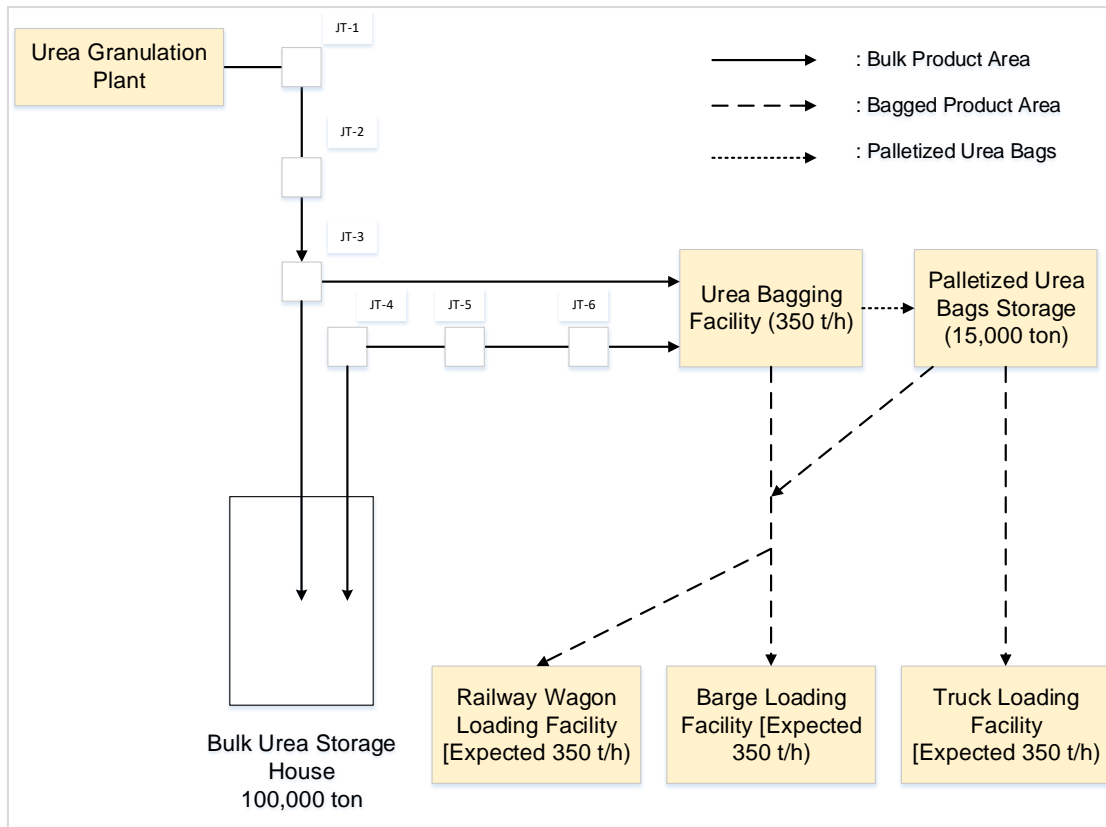 JT-1
Urea Granulation
Plant
: Bulk Product Area
: Bagged Product Area
: Palletized Urea Bags
JT-2
JT-3
JT-4
JT-5
JT-6
Urea Bagging
Facility (350 t/h)
Palletized Urea
Bags Storage
(15,000 ton)
Bulk Urea Storage
House
100,000 ton
Railway Wagon
Loading Facility
[Expected 350 t/h)
Barge Loading
Facility [Expected
350 t/h)
Truck Loading
Facility
[Expected 350 t/h)